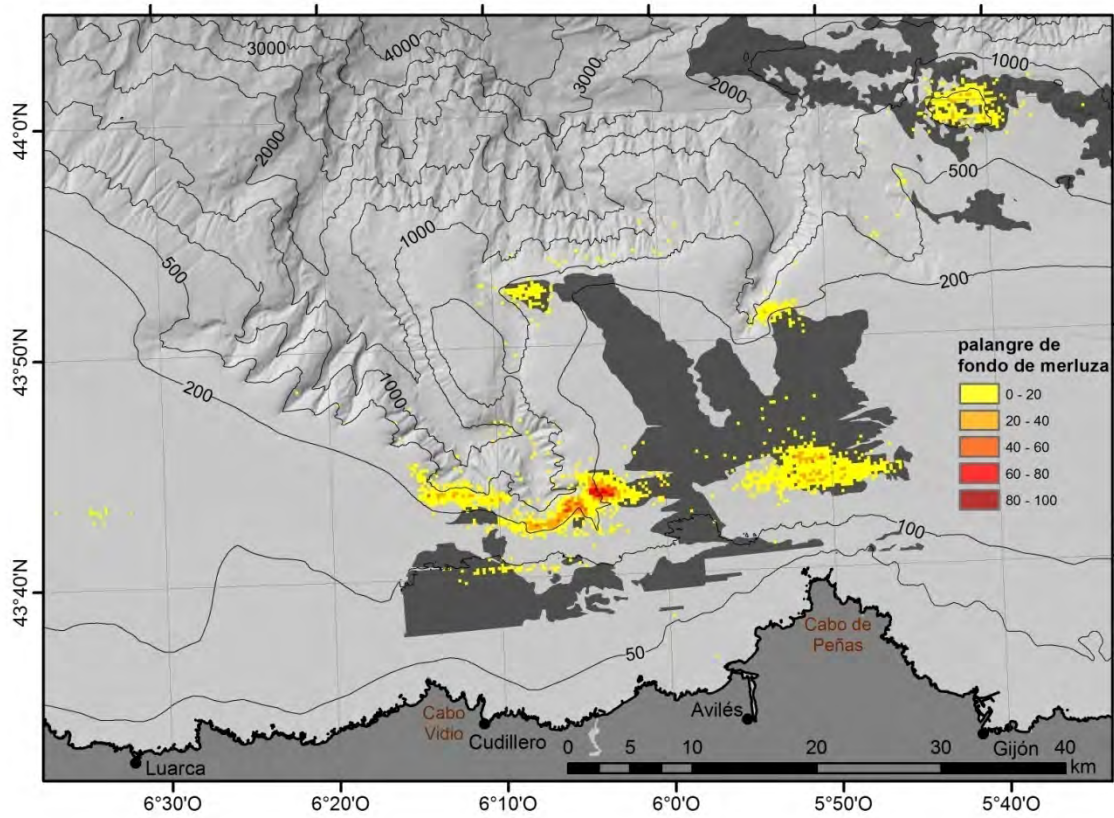 3000
4000
3000
2000
1000
44°0'N
2000
500
1000
500
200
43°50'N
1000
200
palangre de
fondo de merluza
0 - 20
20 - 40
40 - 60
60 - 80
80 - 100
100
43°40'N
50
Cabo de
Peñas
Cabo
Vidio
Avilés
Cudillero
Luarca
Gijón
0 5 10 20 30 40
km
6°30'O 6°20'O 6°10'O 6°0'O 5°50'O 5°40'O